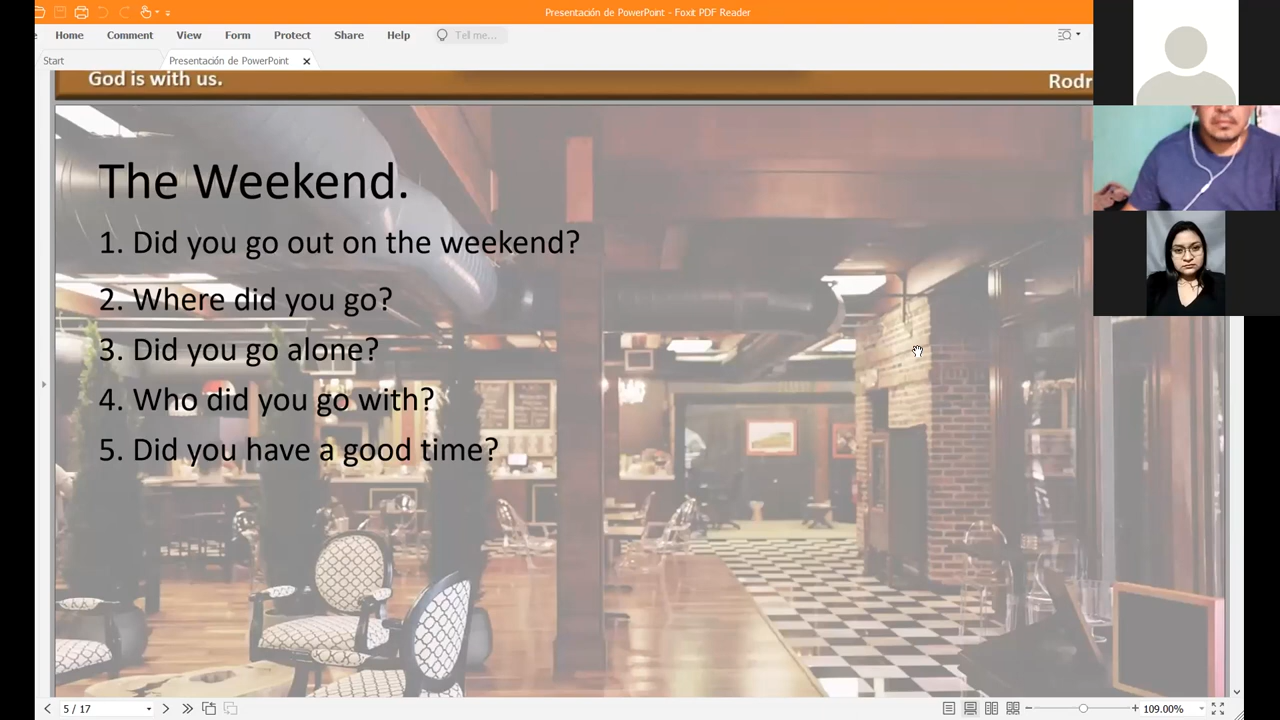 Presentación de PowerPoint - Foxit PDF Reader
Home Comment View Form Protect Share Help Tell me...
Start Presentación de PowerPoint
God is with us. Rodr
The Weekend.
1. Did you go out on the weekend?
2. Where did you go?
3. Did you go alone?
4. Who did you go with?
5. Did you have a good time?
5 / 17 109.00%